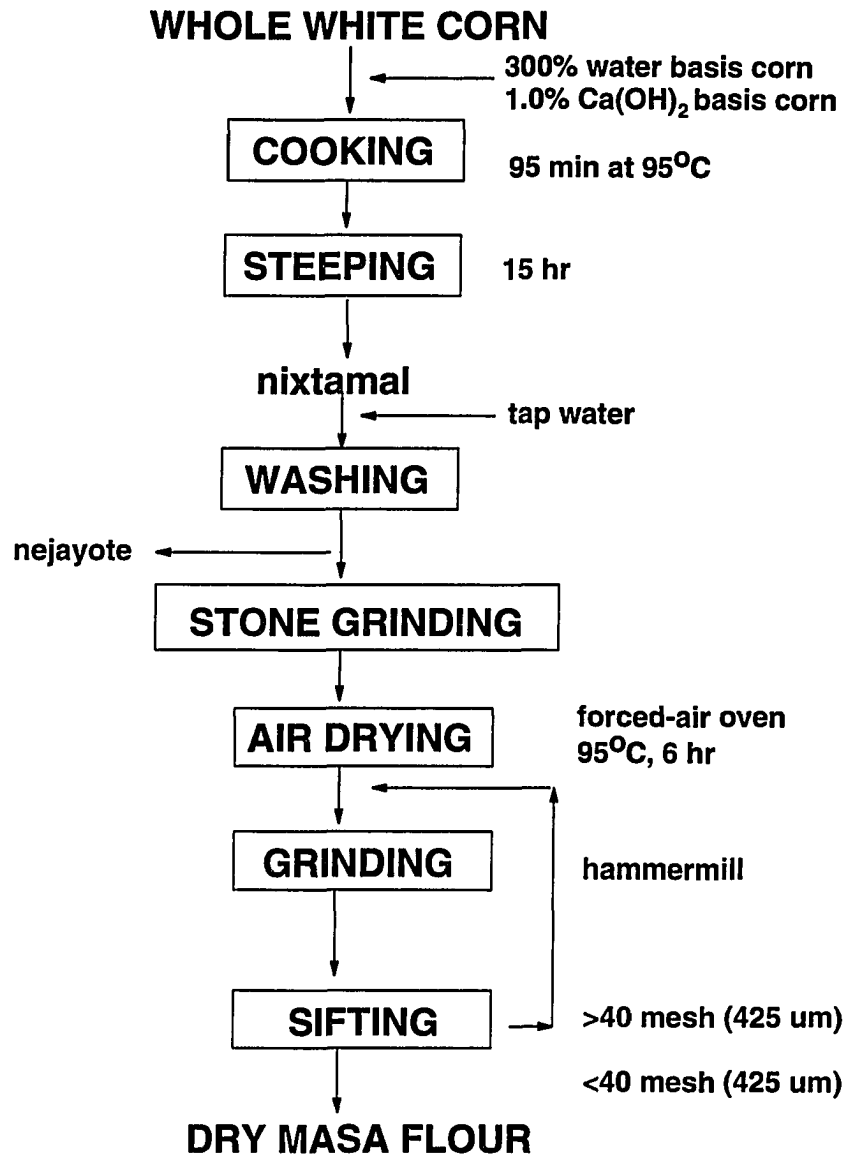 WHOLE WHITE CORN
300% water basis corn
1.0% Ca(OH)₂ basis corn
COOKING
95 min at 95⁰C
STEEPING
15 hr
nixtamal
tap water
WASHING
nejayote
STONE GRINDING
forced-air oven
AIR DRYING
95⁰C, 6 hr
GRINDING
hammermill
SIFTING
>40 mesh (425 um)
<40 mesh (425 um)
DRY MASA FLOUR